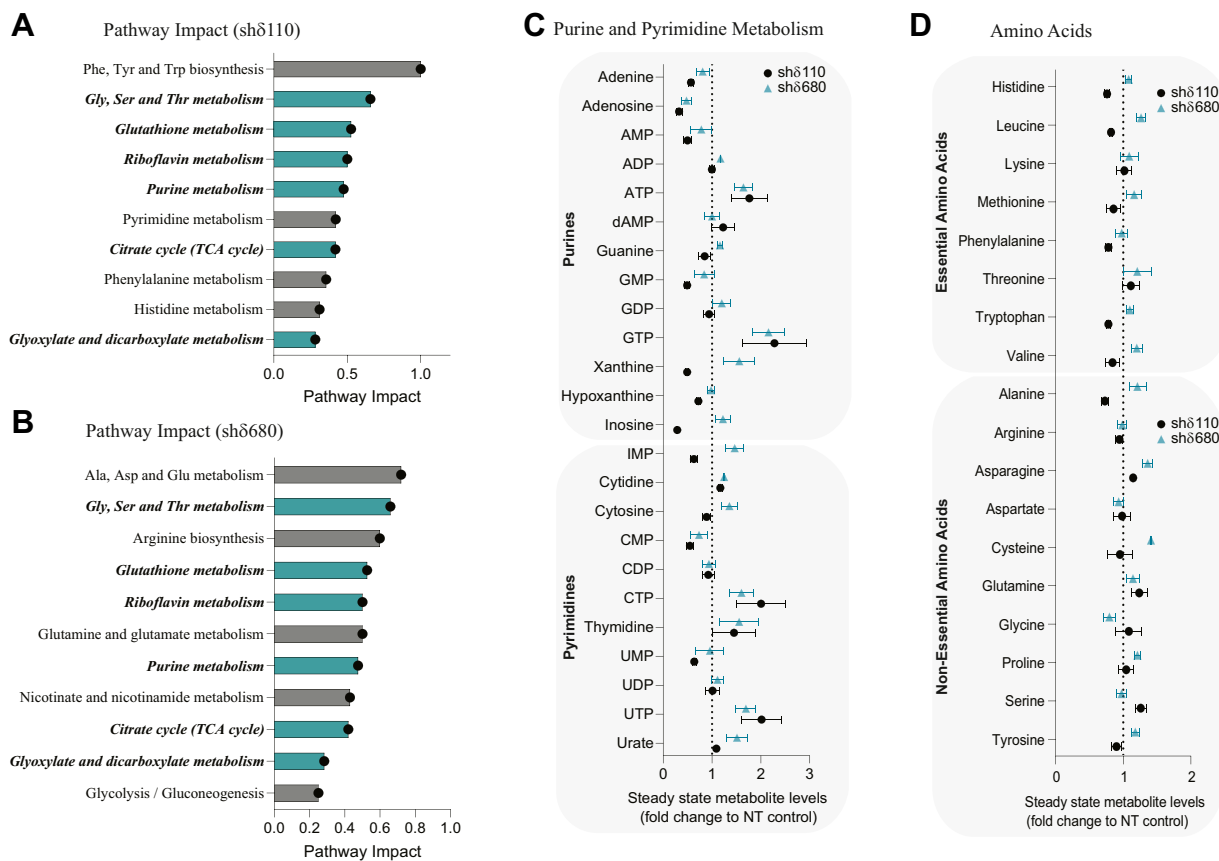 A
Pathway Impact (shδ110)
Phe, Tyr and Trp biosynthesis
Gly, Ser and Thr metabolism
Glutathione metabolism
Riboflavin metabolism
Purine metabolism
Pyrimidine metabolism
Citrate cycle (TCA cycle)
Phenylalanine metabolism
Histidine metabolism
Glyoxylate and dicarboxylate metabolism
0.0 0.5 1.0
Pathway Impact
B
Pathway Impact (shδ680)
Ala, Asp and Glu metabolism
Gly, Ser and Thr metabolism
Arginine biosynthesis
Glutathione metabolism
Riboflavin metabolism
Glutamine and glutamate metabolism
Purine metabolism
Nicotinate and nicotinamide metabolism
Citrate cycle (TCA cycle)
Glyoxylate and dicarboxylate metabolism
Glycolysis / Gluconeogenesis
0.0 0.2 0.4 0.6 0.8 1.0
Pathway Impact
C
Purine and Pyrimidine Metabolism
shδ110
shδ680
Purines
Adenine
Adenosine
AMP
ADP
ATP
dAMP
Guanine
GMP
GDP
GTP
Xanthine
Hypoxanthine
Inosine
Pyrimidines
IMP
Cytidine
Cytosine
CMP
CDP
CTP
Thymidine
UMP
UDP
UTP
Urate
0 1 2 3
Steady state metabolite levels
(fold change to NT control)
D
Amino Acids
shδ110
shδ680
Essential Amino Acids
Histidine
Leucine
Lysine
Methionine
Phenylalanine
Threonine
Tryptophan
Valine
Non-Essential Amino Acids
shδ110
shδ680
Alanine
Arginine
Asparagine
Aspartate
Cysteine
Glutamine
Glycine
Proline
Serine
Tyrosine
0 1 2
Steady state metabolite levels
(fold change to NT control)